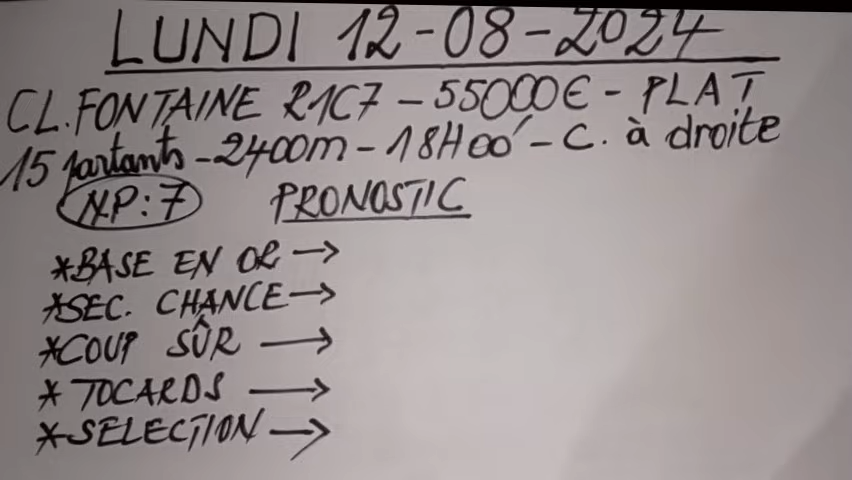 LUNDI 12-08-2024
CL.FONTAINE R1C7 - 55000€ - PLAT
15 partants - 2400m - 18H00' - C. à droite
N.P:7 PRONOSTIC
*BASE EN OR →
*SEC. CHANCE →
*COUP SÛR →
* TOCARDS →
*SELECTION →